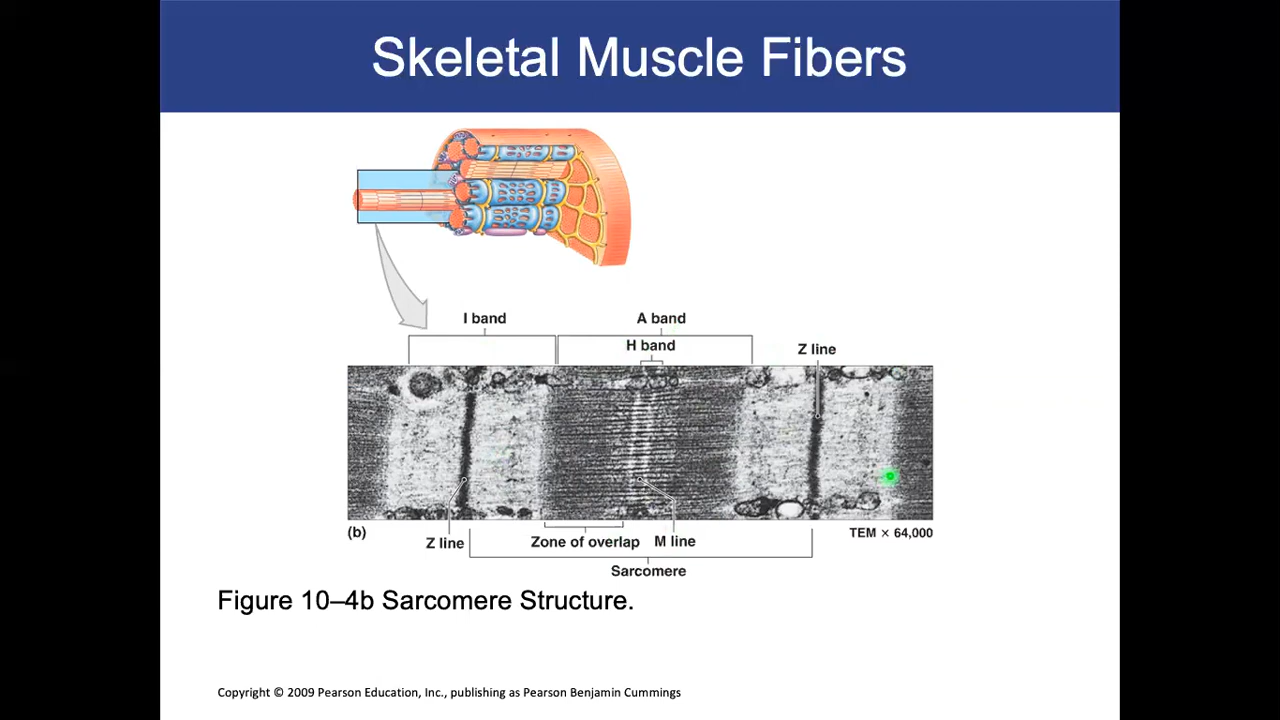 Skeletal Muscle Fibers
I band
A band
H band
Z line
(b)
Z line
Zone of overlap
M line
TEM × 64,000
Sarcomere
Figure 10–4b Sarcomere Structure.
Copyright © 2009 Pearson Education, Inc., publishing as Pearson Benjamin Cummings